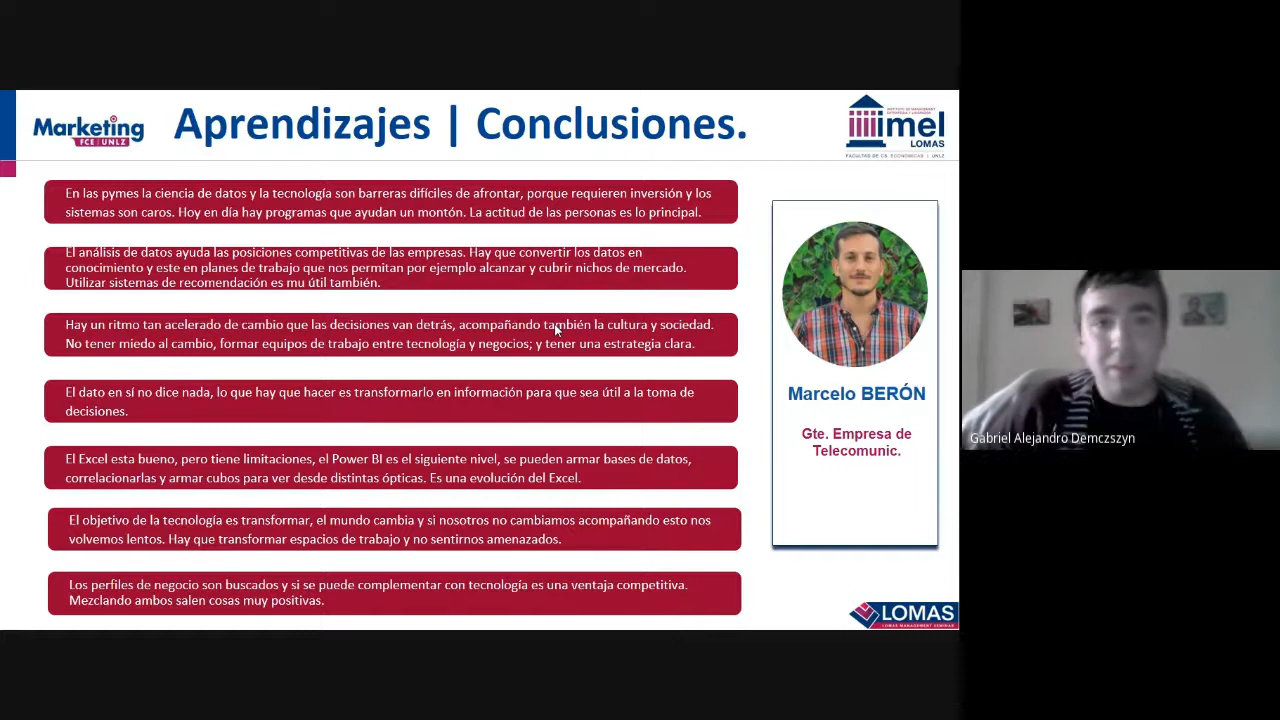 Marketing
FCE | UNLZ
Aprendizajes | Conclusiones.
imel
LOMAS
FACULTAD DE CS. ECONÓMICAS | UNLZ
En las pymes la ciencia de datos y la tecnología son barreras difíciles de afrontar, porque requieren inversión y los
sistemas son caros. Hoy en día hay programas que ayudan un montón. La actitud de las personas es lo principal.
El análisis de datos ayuda las posiciones competitivas de las empresas. Hay que convertir los datos en
conocimiento y este en planes de trabajo que nos permitan por ejemplo alcanzar y cubrir nichos de mercado.
Utilizar sistemas de recomendación es mu útil también.
Hay un ritmo tan acelerado de cambio que las decisiones van detrás, acompañando también la cultura y sociedad.
No tener miedo al cambio, formar equipos de trabajo entre tecnología y negocios; y tener una estrategia clara.
El dato en sí no dice nada, lo que hay que hacer es transformarlo en información para que sea útil a la toma de
decisiones.
El Excel esta bueno, pero tiene limitaciones, el Power BI es el siguiente nivel, se pueden armar bases de datos,
correlacionarlas y armar cubos para ver desde distintas ópticas. Es una evolución del Excel.
El objetivo de la tecnología es transformar, el mundo cambia y si nosotros no cambiamos acompañando esto nos
volvemos lentos. Hay que transformar espacios de trabajo y no sentirnos amenazados.
Los perfiles de negocio son buscados y si se puede complementar con tecnología es una ventaja competitiva.
Mezclando ambos salen cosas muy positivas.
Marcelo BERÓN
Gte. Empresa de
Telecomunic.
LOMAS
LOMAS MANAGEMENT SEMINAR
Gabriel Alejandro Demczszyn